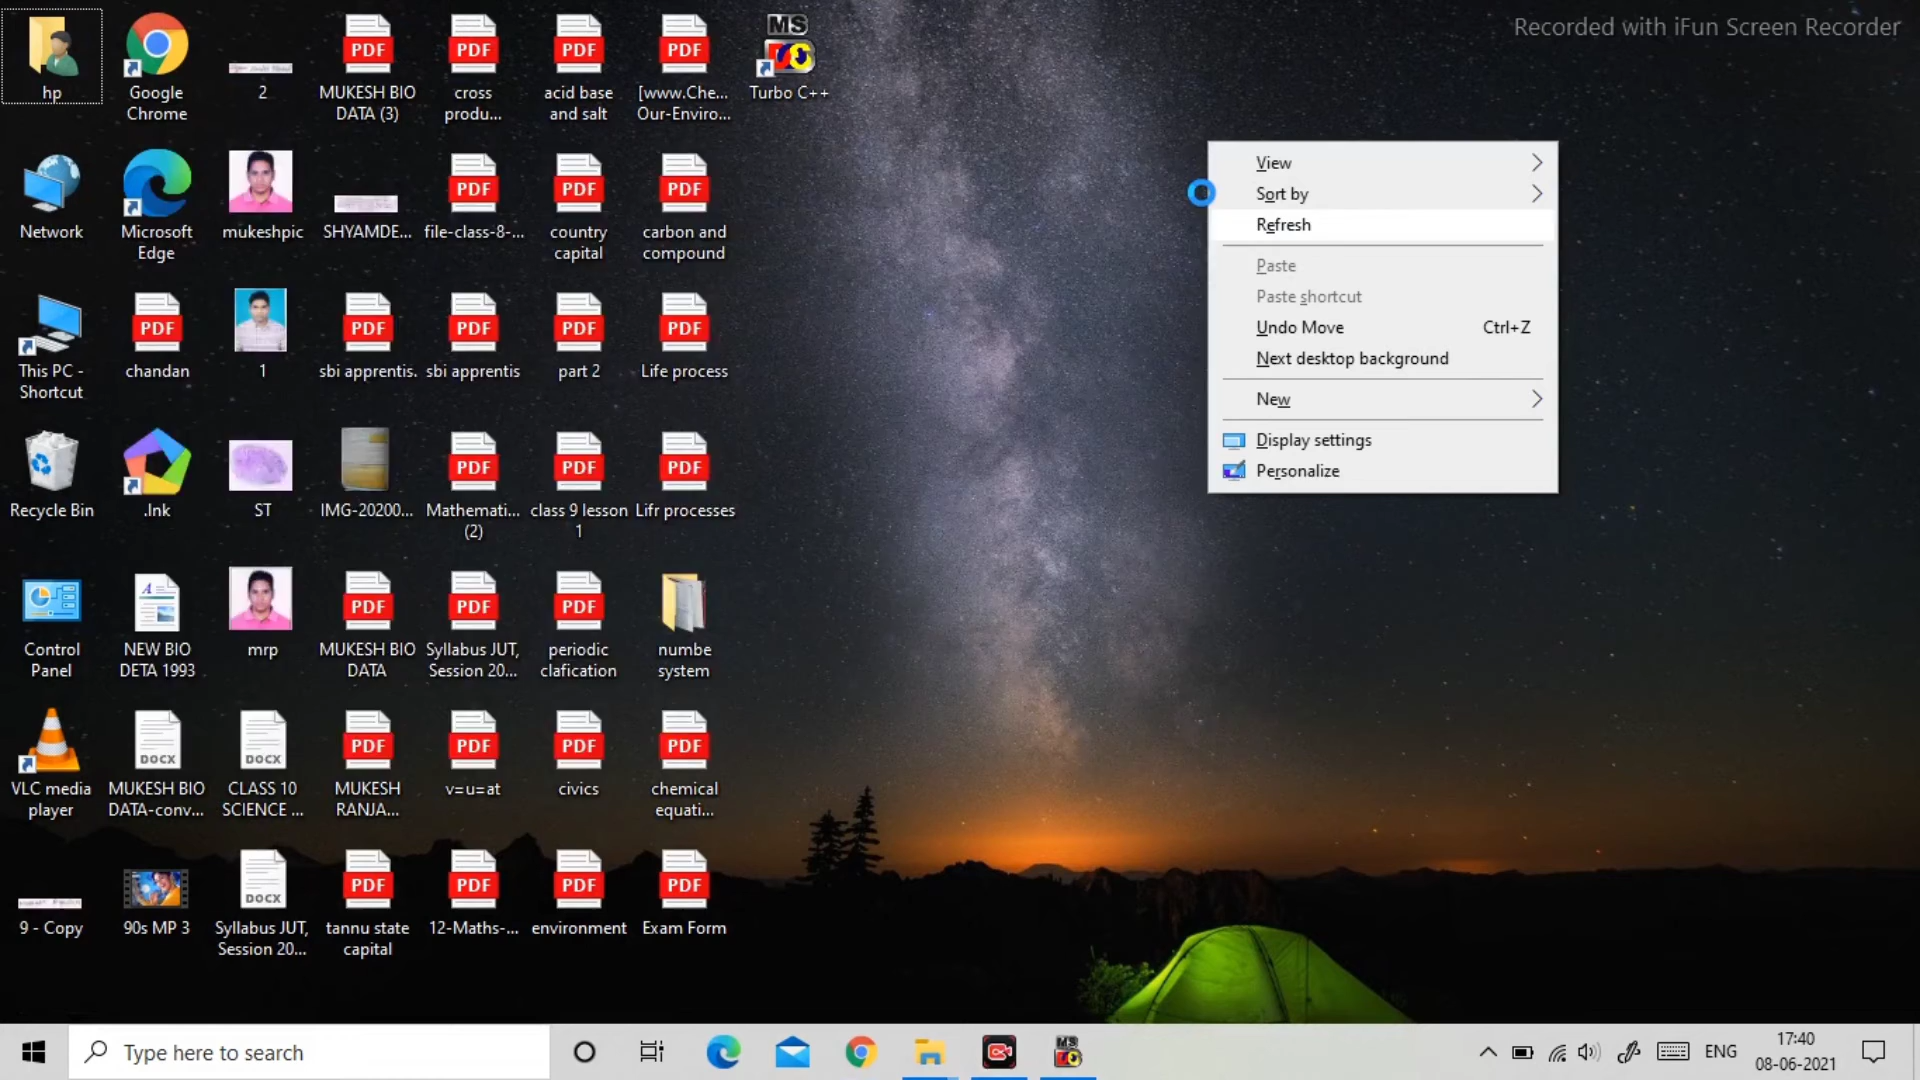 Recorded with iFun Screen Recorder
hp
Google
Chrome
2
MUKESH BIO
DATA (3)
cross
produ...
acid base
and salt
[www.Che...
Our-Enviro...
MS
Turbo C++
Network
Microsoft
Edge
mukeshpic
SHYAMDE...
file-class-8-...
country
capital
carbon and
compound
This PC -
Shortcut
chandan
1
sbi apprentis.
sbi apprentis
part 2
Life process
Recycle Bin
.lnk
ST
IMG-20200...
Mathemati...
(2)
class 9 lesson
1
Lifr processes
Control
Panel
NEW BIO
DETA 1993
mrp
MUKESH BIO
DATA
Syllabus JUT,
Session 20...
periodic
clafication
numbe
system
VLC media
player
MUKESH BIO
DATA-conv...
CLASS 10
SCIENCE ...
MUKESH
RANJA...
v=u=at
civics
chemical
equati...
9 - Copy
90s MP 3
Syllabus JUT,
Session 20...
tannu state
capital
12-Maths-...
environment
Exam Form
PDF
DOCX
View
Sort by
Refresh
Paste
Paste shortcut
Undo Move Ctrl+Z
Next desktop background
New
Display settings
Personalize
Type here to search
ENG
17:40
08-06-2021